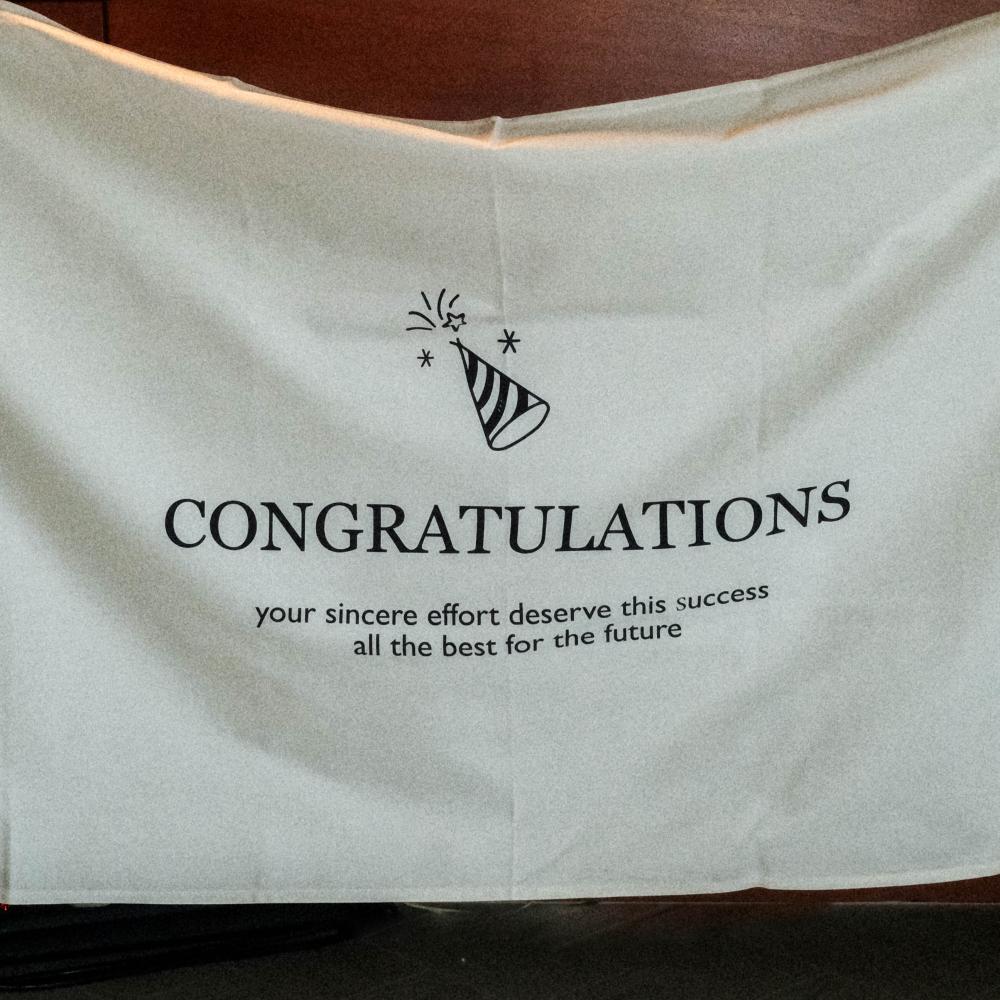 CONGRATULATIONS
your sincere effort deserve this success
all the best for the future